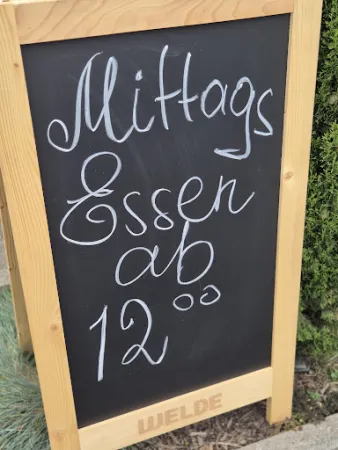 Mittags
Essen
ab
12⁰⁰
WELDE